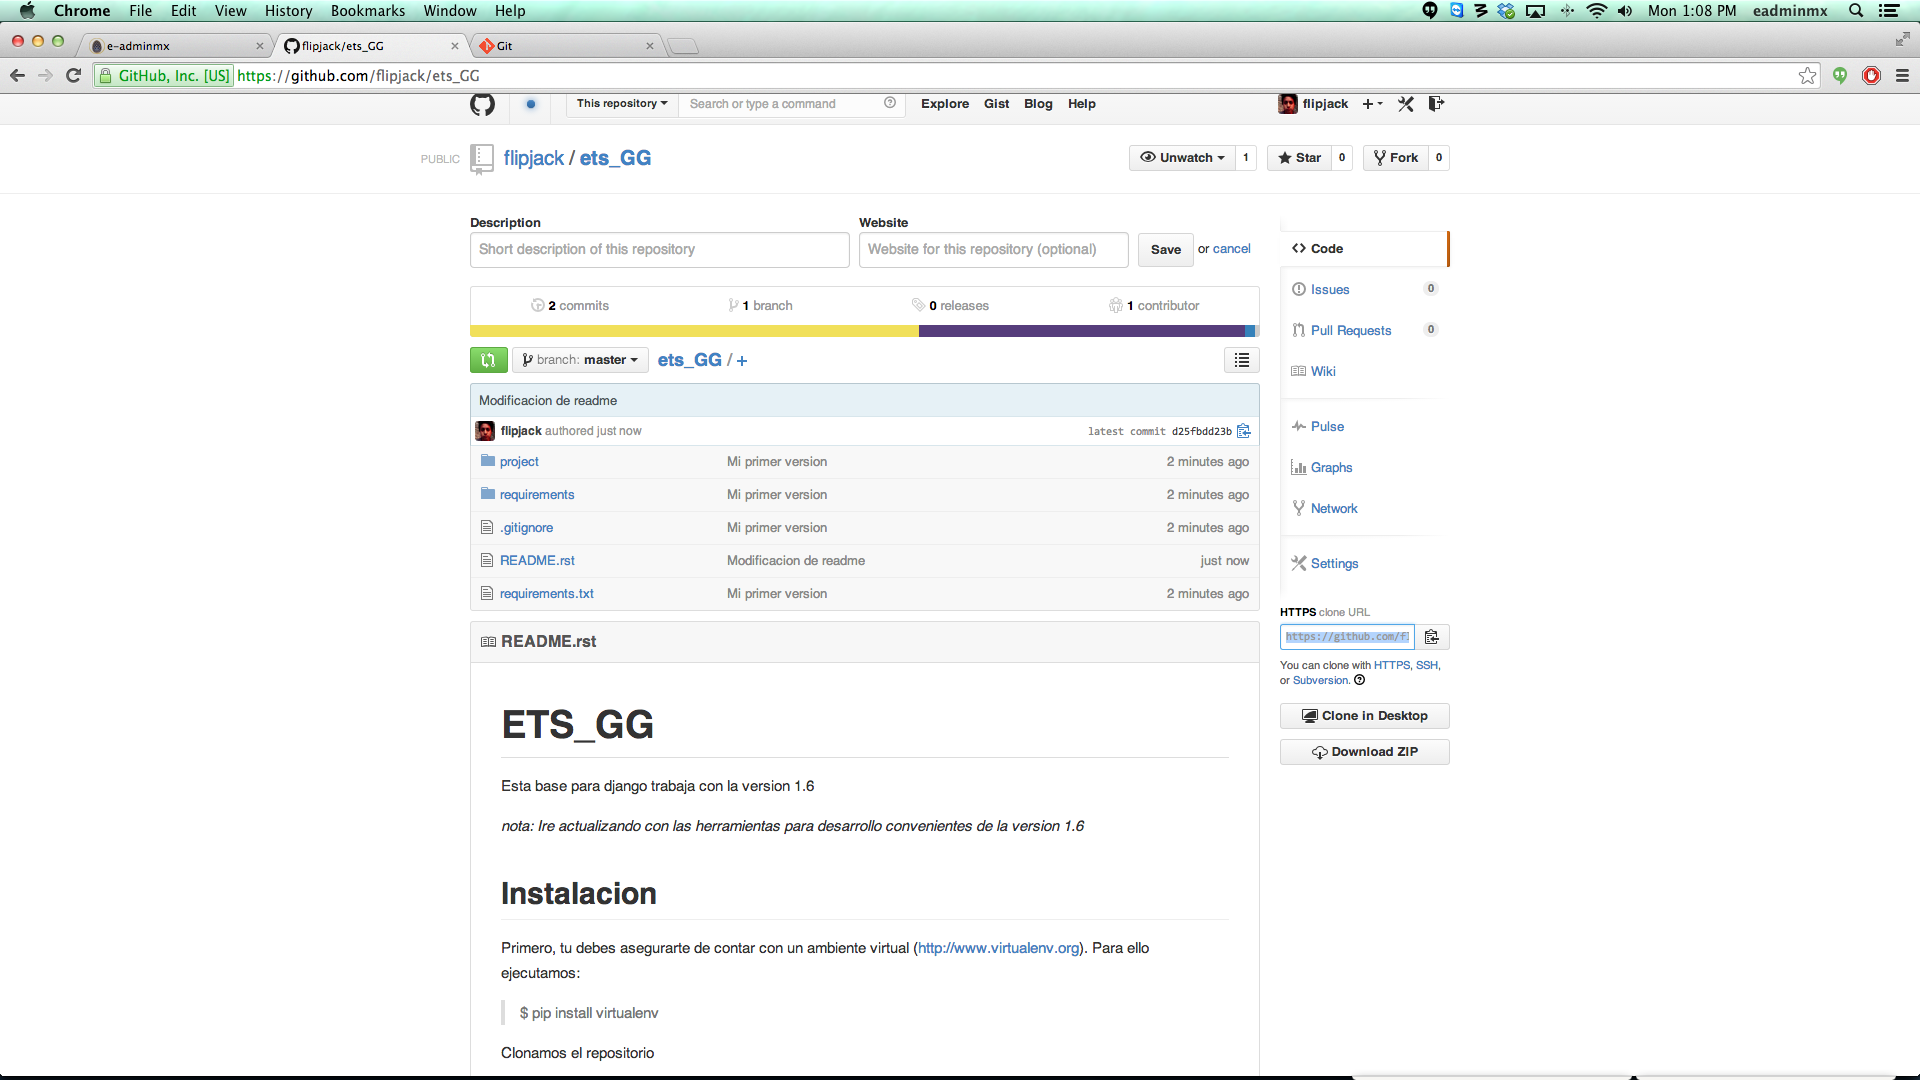 Chrome File Edit View History Bookmarks Window Help Mon 1:08 PM eadminmx
e-adminmx flipjack/ets_GG Git
GitHub, Inc. [US] https://github.com/flipjack/ets_GG
This repository Search or type a command Explore Gist Blog Help flipjack
PUBLIC flipjack / ets_GG Unwatch 1 Star 0 Fork 0
Description Website
Short description of this repository Website for this repository (optional) Save or cancel
2 commits 1 branch 0 releases 1 contributor
branch: master ets_GG / +
Modificacion de readme
flipjack authored just now latest commit d25fbdd23b
project Mi primer version 2 minutes ago
requirements Mi primer version 2 minutes ago
.gitignore Mi primer version 2 minutes ago
README.rst Modificacion de readme just now
requirements.txt Mi primer version 2 minutes ago
README.rst
ETS_GG
Esta base para django trabaja con la version 1.6
nota: Ire actualizando con las herramientas para desarrollo convenientes de la version 1.6
Instalacion
Primero, tu debes asegurarte de contar con un ambiente virtual (http://www.virtualenv.org). Para ello
ejecutamos:
$ pip install virtualenv
Clonamos el repositorio
Code
Issues 0
Pull Requests 0
Wiki
Pulse
Graphs
Network
Settings
HTTPS clone URL
https://github.com/f
You can clone with HTTPS, SSH,
or Subversion.
Clone in Desktop
Download ZIP